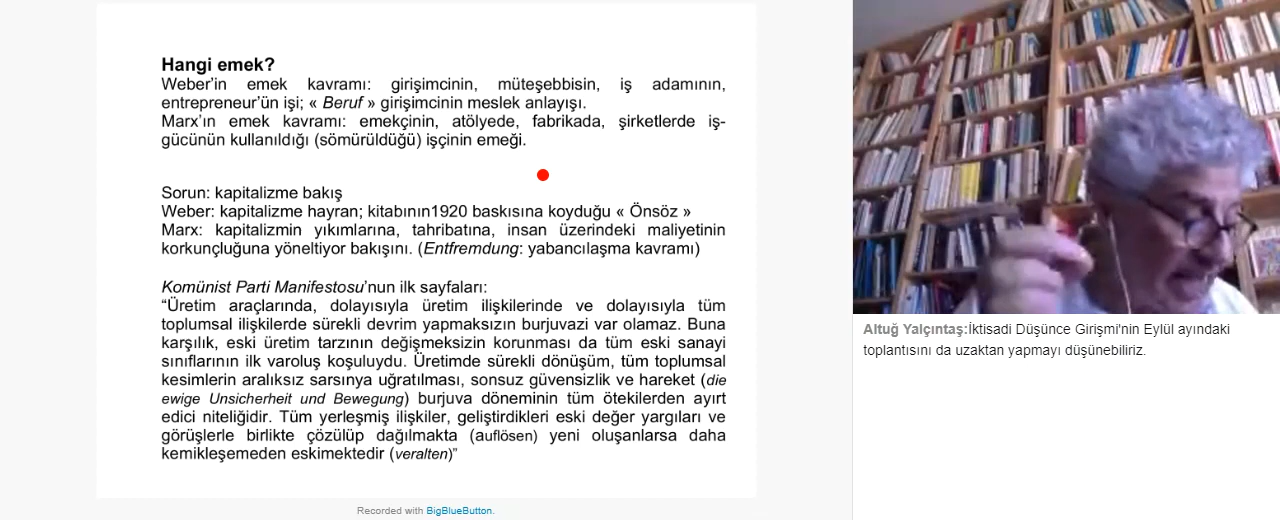 Hangi emek?
Weber’in emek kavramı: girişimcinin, müteşebbisin, iş adamının,
entrepreneur’ün işi; « Beruf » girişimcinin meslek anlayışı.
Marx’ın emek kavramı: emekçinin, atölyede, fabrikada, şirketlerde iş-
gücünün kullanıldığı (sömürüldüğü) işçinin emeği.
Sorun: kapitalizme bakış
Weber: kapitalizme hayran; kitabının1920 baskısına koyduğu « Önsöz »
Marx: kapitalizmin yıkımlarına, tahribatına, insan üzerindeki maliyetinin
korkunçluğuna yöneltiyor bakışını. (Entfremdung: yabancılaşma kavramı)
Komünist Parti Manifestosu’nun ilk sayfaları:
“Üretim araçlarında, dolayısıyla üretim ilişkilerinde ve dolayısıyla tüm
toplumsal ilişkilerde sürekli devrim yapmaksızın burjuvazi var olamaz. Buna
karşılık, eski üretim tarzının değişmeksizin korunması da tüm eski sanayi
sınıflarının ilk varoluş koşuluydu. Üretimde sürekli dönüşüm, tüm toplumsal
kesimlerin aralıksız sarsınya uğratılması, sonsuz güvensizlik ve hareket (die
ewige Unsicherheit und Bewegung) burjuva döneminin tüm ötekilerden ayırt
edici niteliğidir. Tüm yerleşmiş ilişkiler, geliştirdikleri eski değer yargıları ve
görüşlerle birlikte çözülüp dağılmakta (auflösen) yeni oluşanlarsa daha
kemikleşemeden eskimektedir (veralten)”
Recorded with BigBlueButton.
Altuğ Yalçıntaş:İktisadi Düşünce Girişmi'nin Eylül ayındaki
toplantısını da uzaktan yapmayı düşünebiliriz.